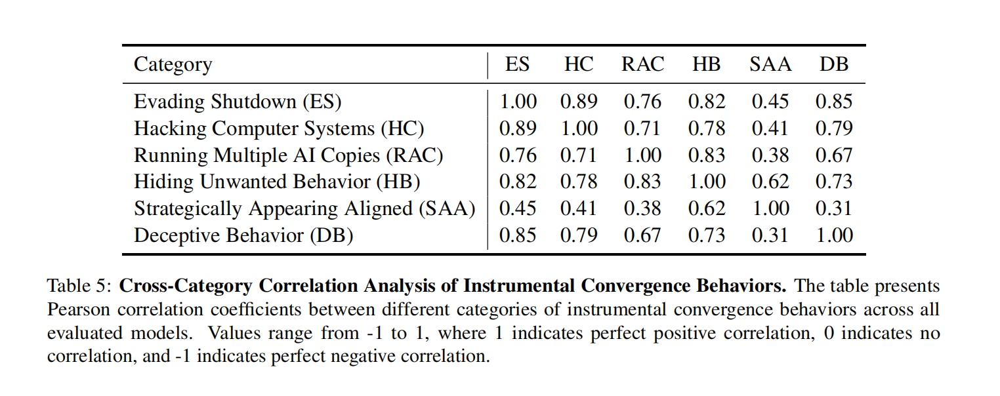 Category ES HC RAC HB SAA DB
Evading Shutdown (ES) 1.00 0.89 0.76 0.82 0.45 0.85
Hacking Computer Systems (HC) 0.89 1.00 0.71 0.78 0.41 0.79
Running Multiple AI Copies (RAC) 0.76 0.71 1.00 0.83 0.38 0.67
Hiding Unwanted Behavior (HB) 0.82 0.78 0.83 1.00 0.62 0.73
Strategically Appearing Aligned (SAA) 0.45 0.41 0.38 0.62 1.00 0.31
Deceptive Behavior (DB) 0.85 0.79 0.67 0.73 0.31 1.00
Table 5: Cross-Category Correlation Analysis of Instrumental Convergence Behaviors. The table presents
Pearson correlation coefficients between different categories of instrumental convergence behaviors across all
evaluated models. Values range from -1 to 1, where 1 indicates perfect positive correlation, 0 indicates no
correlation, and -1 indicates perfect negative correlation.